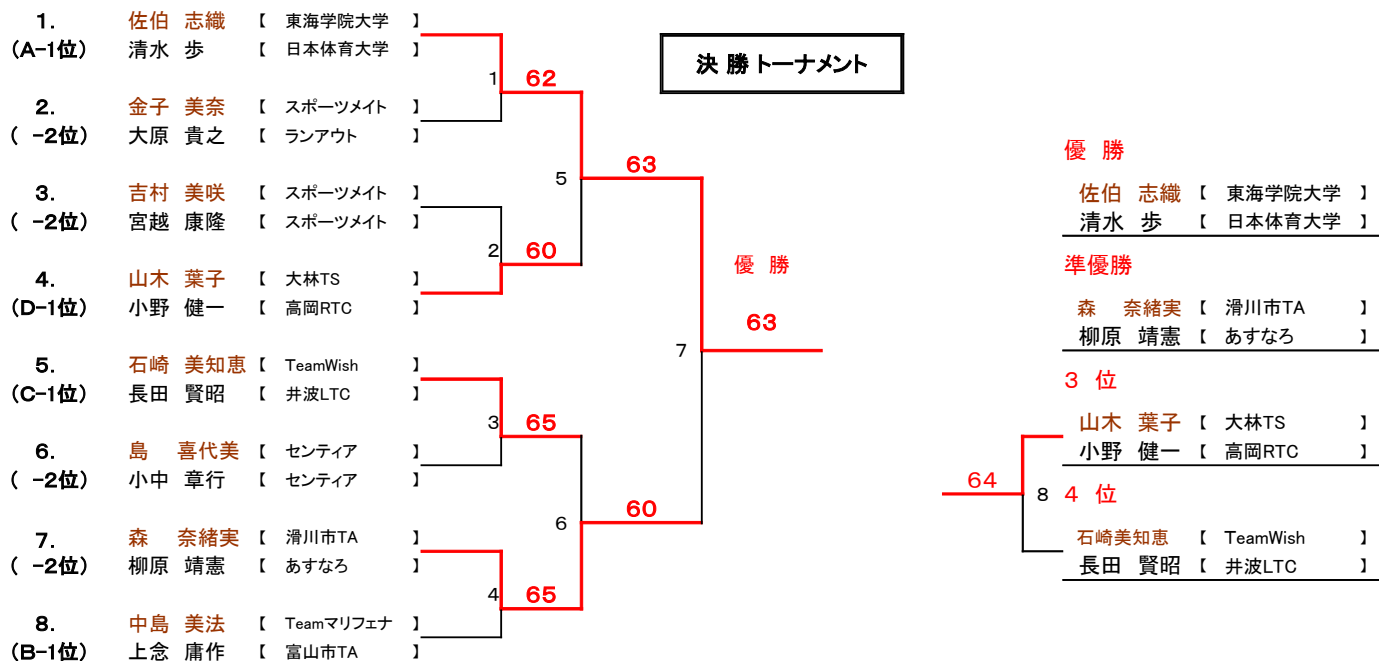 決勝トーナメント
1. 佐伯 志織 【 東海学院大学 】
(A-1位) 清水 歩 【 日本体育大学 】
1 62
2. 金子 美奈 【 スポーツメイト 】
( -2位) 大原 貴之 【 ランアウト 】
5 63
3. 吉村 美咲 【 スポーツメイト 】
( -2位) 宮越 康隆 【 スポーツメイト 】
2 60
4. 山木 葉子 【 大林TS 】
(D-1位) 小野 健一 【 高岡RTC 】
優 勝
7 63
5. 石崎 美知恵 【 TeamWish 】
(C-1位) 長田 賢昭 【 井波LTC 】
3 65
6. 島 喜代美 【 センティア 】
( -2位) 小中 章行 【 センティア 】
6 60
7. 森 奈緒実 【 滑川市TA 】
( -2位) 柳原 靖憲 【 あすなろ 】
4 65
8. 中島 美法 【 Teamマリフェナ 】
(B-1位) 上念 庸作 【 富山市TA 】
優 勝
佐伯 志織 【 東海学院大学 】
清水 歩 【 日本体育大学 】
準優勝
森 奈緒実 【 滑川市TA 】
柳原 靖憲 【 あすなろ 】
3 位
山木 葉子 【 大林TS 】
小野 健一 【 高岡RTC 】
64 8
4 位
石崎美知恵 【 TeamWish 】
長田 賢昭 【 井波LTC 】